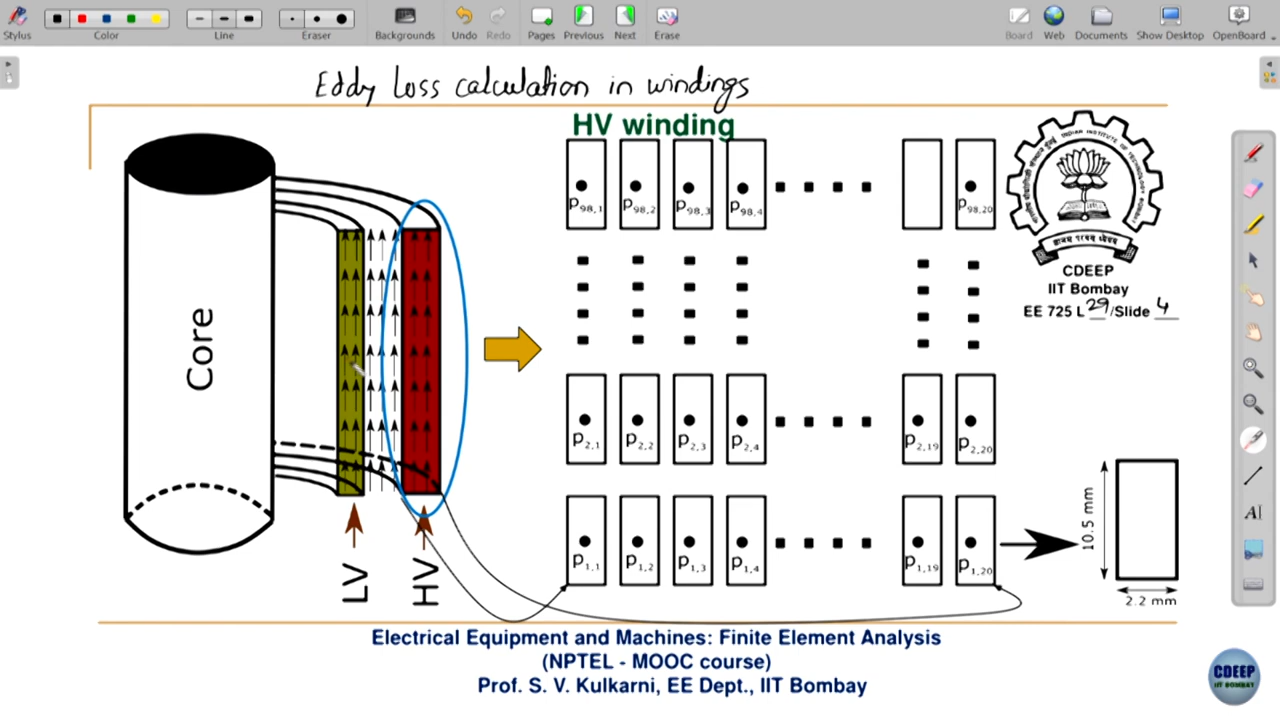 Stylus
Color
Line
Eraser
Backgrounds
Undo
Redo
Pages
Previous
Next
Erase
Board
Web
Documents
Show Desktop
OpenBoard
Eddy Loss calculation in windings
HV winding
P98,1 P98,2 P98,3 P98,4 P98,20
Core
P2,1 P2,2 P2,3 P2,4 P2,19 P2,20
P1,1 P1,2 P1,3 P1,4 P1,19 P1,20
10.5 mm
2.2 mm
LV
HV
CDEEP
IIT Bombay
EE 725 L 29 /Slide 4
Electrical Equipment and Machines: Finite Element Analysis
(NPTEL - MOOC course)
Prof. S. V. Kulkarni, EE Dept., IIT Bombay
CDEEP
IIT BOMBAY